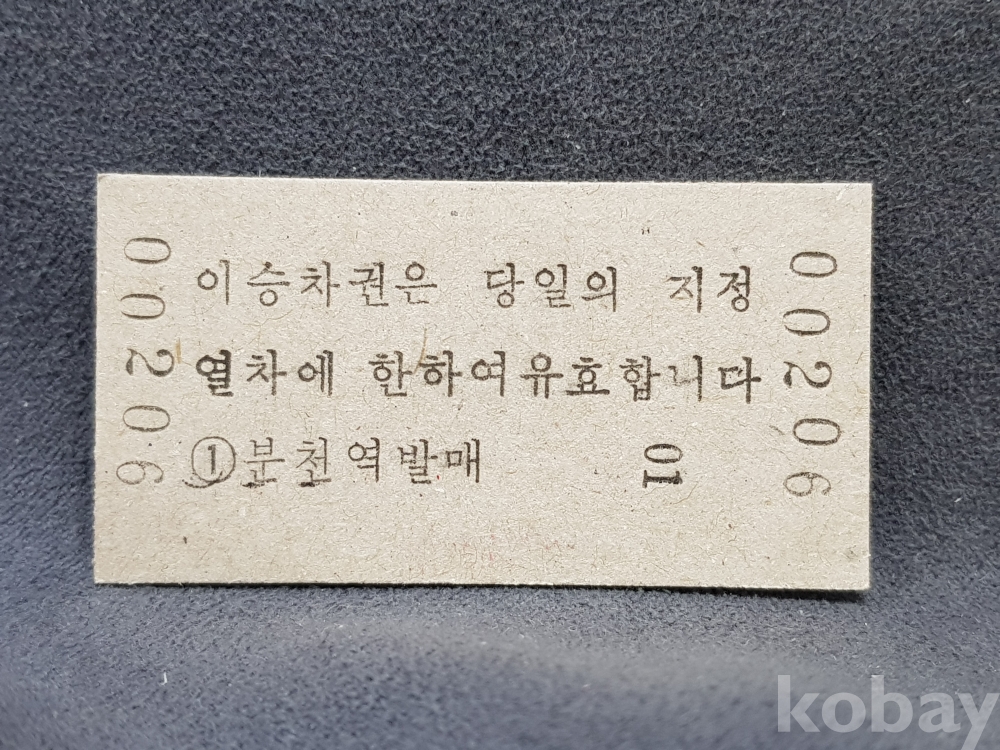 00206
이승차권은 당일의 지정
열차에 한하여유효합니다
①분천역발매 01
00206
kobay